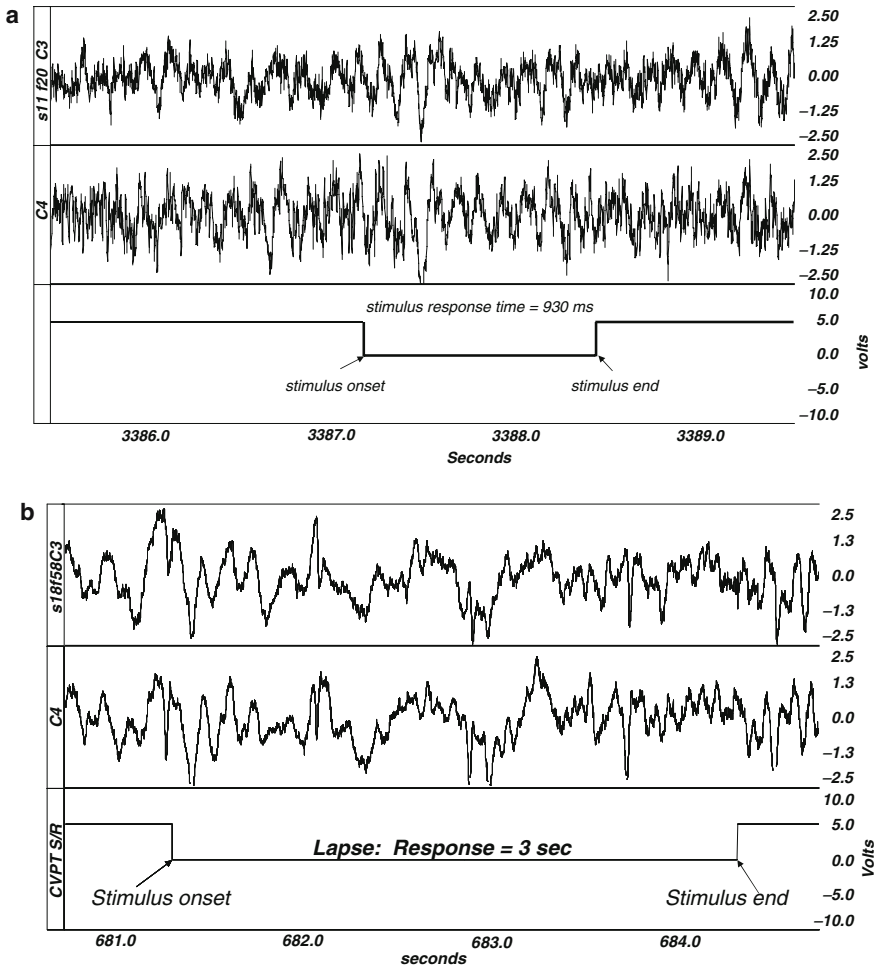 a
s11 f20 C3
2.50
1.25
0.00
−1.25
−2.50
C4
2.50
1.25
0.00
−1.25
−2.50
10.0
stimulus response time = 930 ms
5.0
0.0
volts
stimulus onset
stimulus end
−5.0
−10.0
3386.0 3387.0 3388.0 3389.0
Seconds
b
s18f58C3
2.5
1.3
0.0
−1.3
−2.5
C4
2.5
1.3
0.0
−1.3
−2.5
CVPT S/R
10.0
5.0
Lapse: Response = 3 sec
0.0
Volts
Stimulus onset
Stimulus end
−5.0
−10.0
681.0 682.0 683.0 684.0
seconds